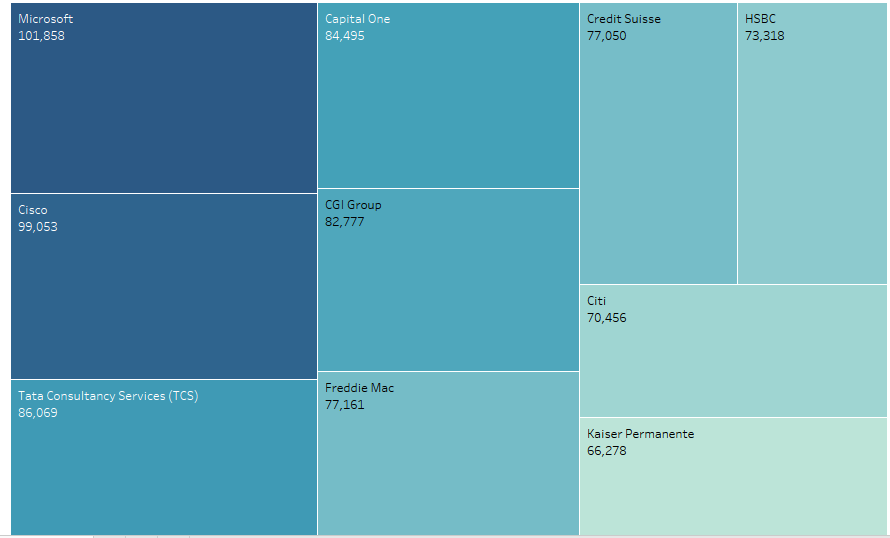 Microsoft
101,858
Cisco
99,053
Tata Consultancy Services (TCS)
86,069
Capital One
84,495
CGI Group
82,777
Freddie Mac
77,161
Credit Suisse
77,050
HSBC
73,318
Citi
70,456
Kaiser Permanente
66,278